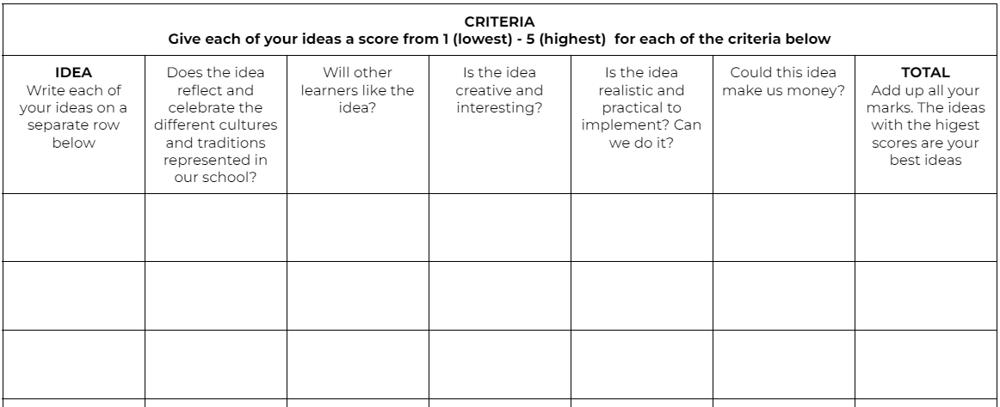 CRITERIA
Give each of your ideas a score from 1 (lowest) - 5 (highest)  for each of the criteria below
IDEA
Write each of
your ideas on a
separate row
below
Does the idea
reflect and
celebrate the
different cultures
and traditions
represented in
our school?
Will other
learners like the
idea?
Is the idea
creative and
interesting?
Is the idea
realistic and
practical to
implement? Can
we do it?
Could this idea
make us money?
TOTAL
Add up all your
marks. The ideas
with the higest
scores are your
best ideas